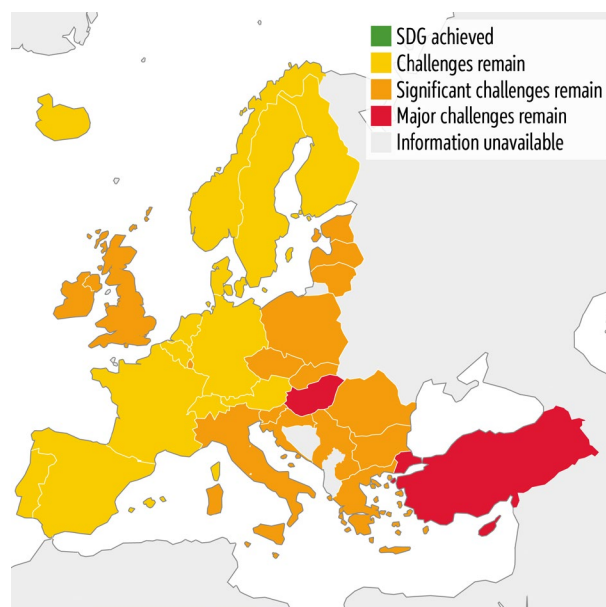 SDG achieved
Challenges remain
Significant challenges remain
Major challenges remain
Information unavailable